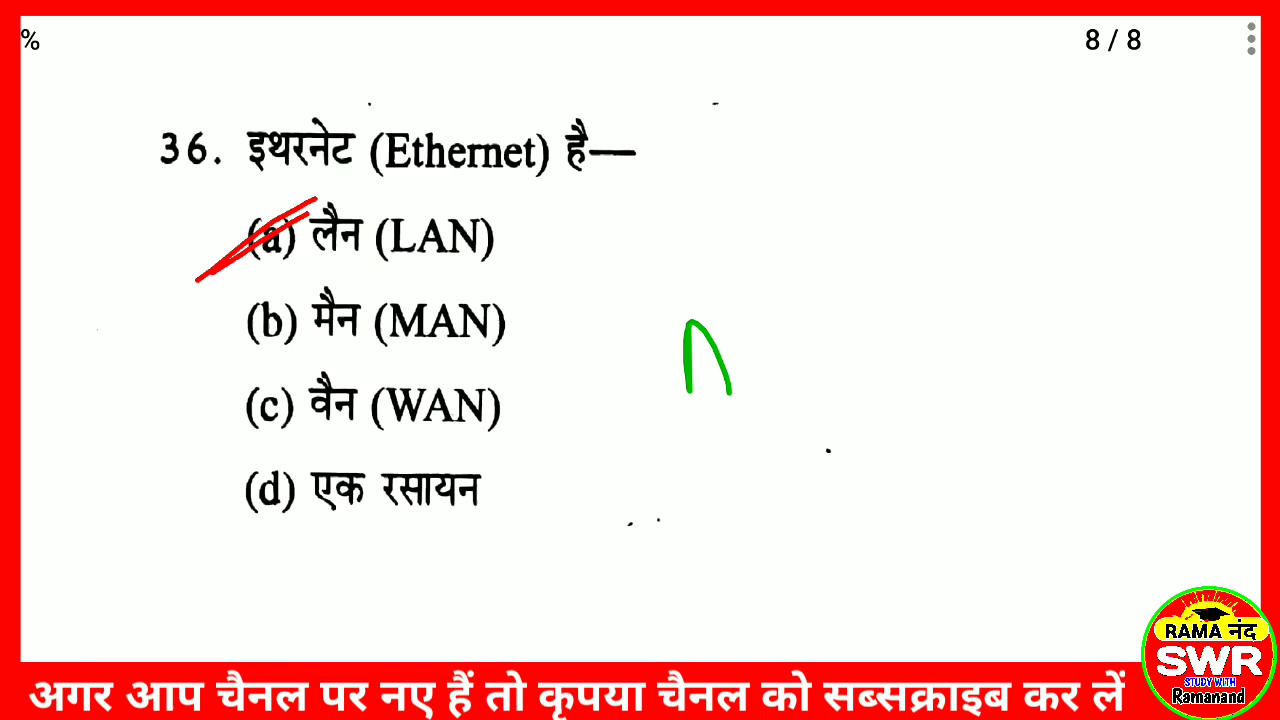 %
8 / 8
36. इथरनेट (Ethernet) है—
(a) लैन (LAN)
(b) मैन (MAN)
(c) वैन (WAN)
(d) एक रसायन
RAMA नंद
SWR
STUDY WITH
Ramanand
अगर आप चैनल पर नए हैं तो कृपया चैनल को सब्सक्राइब कर लें